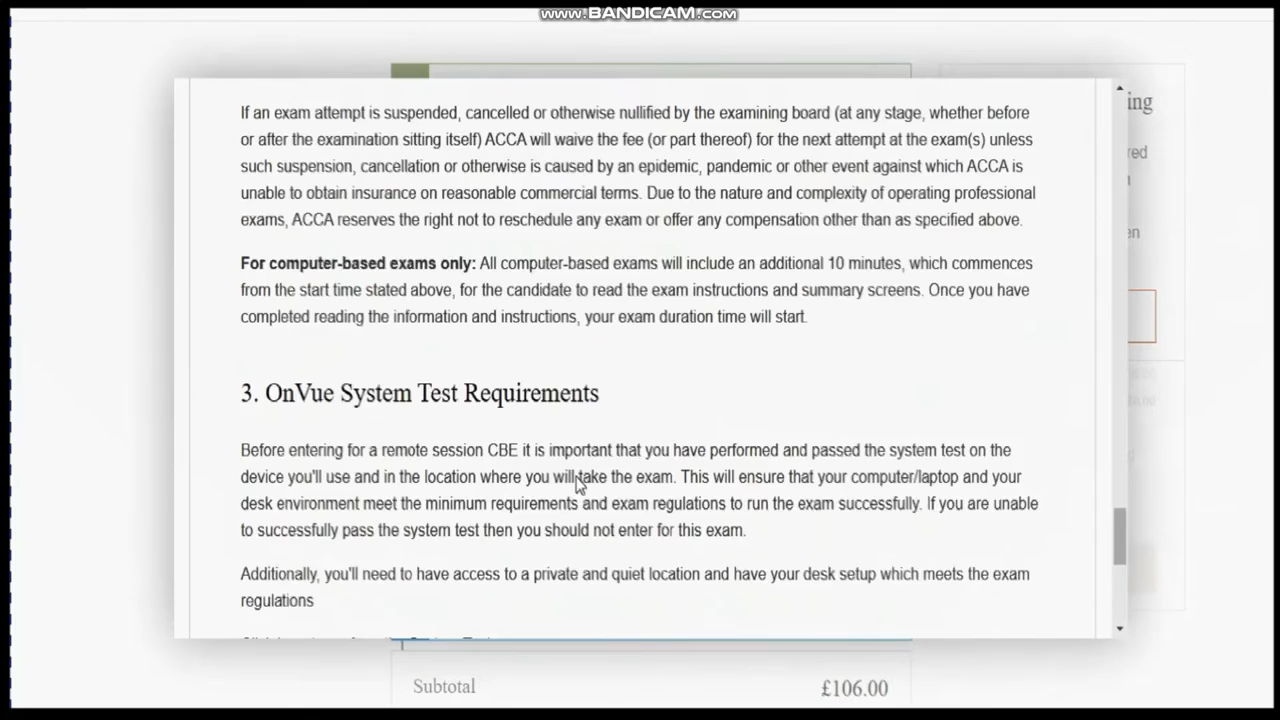 www.BANDICAM.com
ing
If an exam attempt is suspended, cancelled or otherwise nullified by the examining board (at any stage, whether before
or after the examination sitting itself) ACCA will waive the fee (or part thereof) for the next attempt at the exam(s) unless
such suspension, cancellation or otherwise is caused by an epidemic, pandemic or other event against which ACCA is
unable to obtain insurance on reasonable commercial terms. Due to the nature and complexity of operating professional
exams, ACCA reserves the right not to reschedule any exam or offer any compensation other than as specified above.
red
en
For computer-based exams only: All computer-based exams will include an additional 10 minutes, which commences
from the start time stated above, for the candidate to read the exam instructions and summary screens. Once you have
completed reading the information and instructions, your exam duration time will start.
3. OnVue System Test Requirements
Before entering for a remote session CBE it is important that you have performed and passed the system test on the
device you'll use and in the location where you will take the exam. This will ensure that your computer/laptop and your
desk environment meet the minimum requirements and exam regulations to run the exam successfully. If you are unable
to successfully pass the system test then you should not enter for this exam.
Additionally, you'll need to have access to a private and quiet location and have your desk setup which meets the exam
regulations
Subtotal £106.00